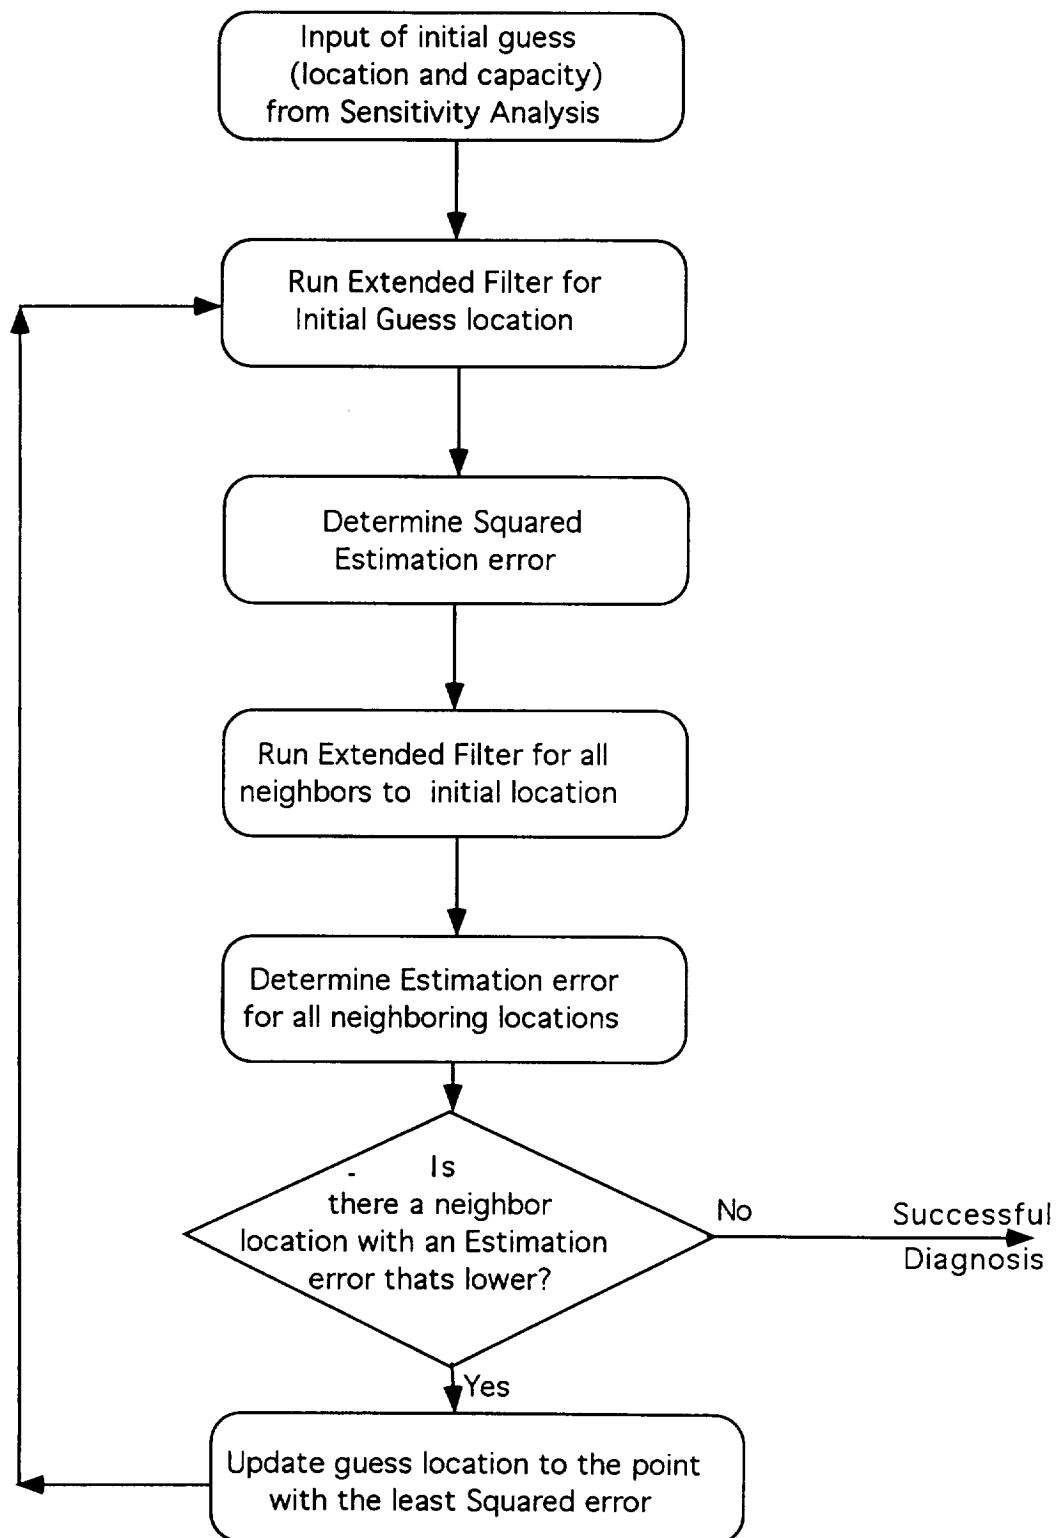 Input of initial guess
(location and capacity)
from Sensitivity Analysis
Run Extended Filter for
Initial Guess location
Determine Squared
Estimation error
Run Extended Filter for all
neighbors to initial location
Determine Estimation error
for all neighboring locations
Is
there a neighbor
location with an Estimation
error thats lower?
No
Successful
Diagnosis
Yes
Update guess location to the point
with the least Squared error